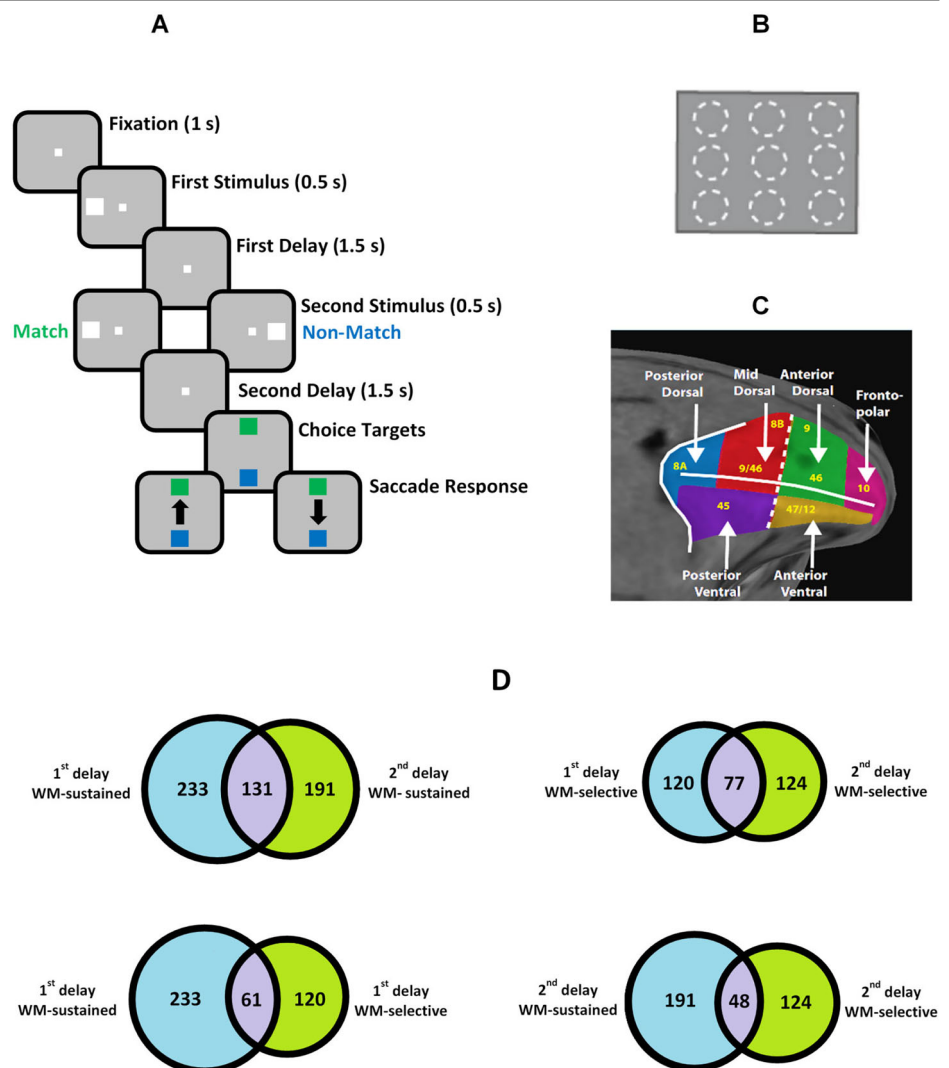 A
Fixation (1 s)
First Stimulus (0.5 s)
First Delay (1.5 s)
Second Stimulus (0.5 s)
Match
Non-Match
Second Delay (1.5 s)
Choice Targets
Saccade Response
B
C
Posterior
Dorsal
Mid
Dorsal
Anterior
Dorsal
Fronto-
polar
8B
9
8A
9/46
46
10
45
47/12
Posterior
Ventral
Anterior
Ventral
D
1st delay
WM-sustained
233
131
191
2nd delay
WM- sustained
1st delay
WM-selective
120
77
124
2nd delay
WM-selective
1st delay
WM-sustained
233
61
120
1st delay
WM-selective
2nd delay
WM-sustained
191
48
124
2nd delay
WM-selective